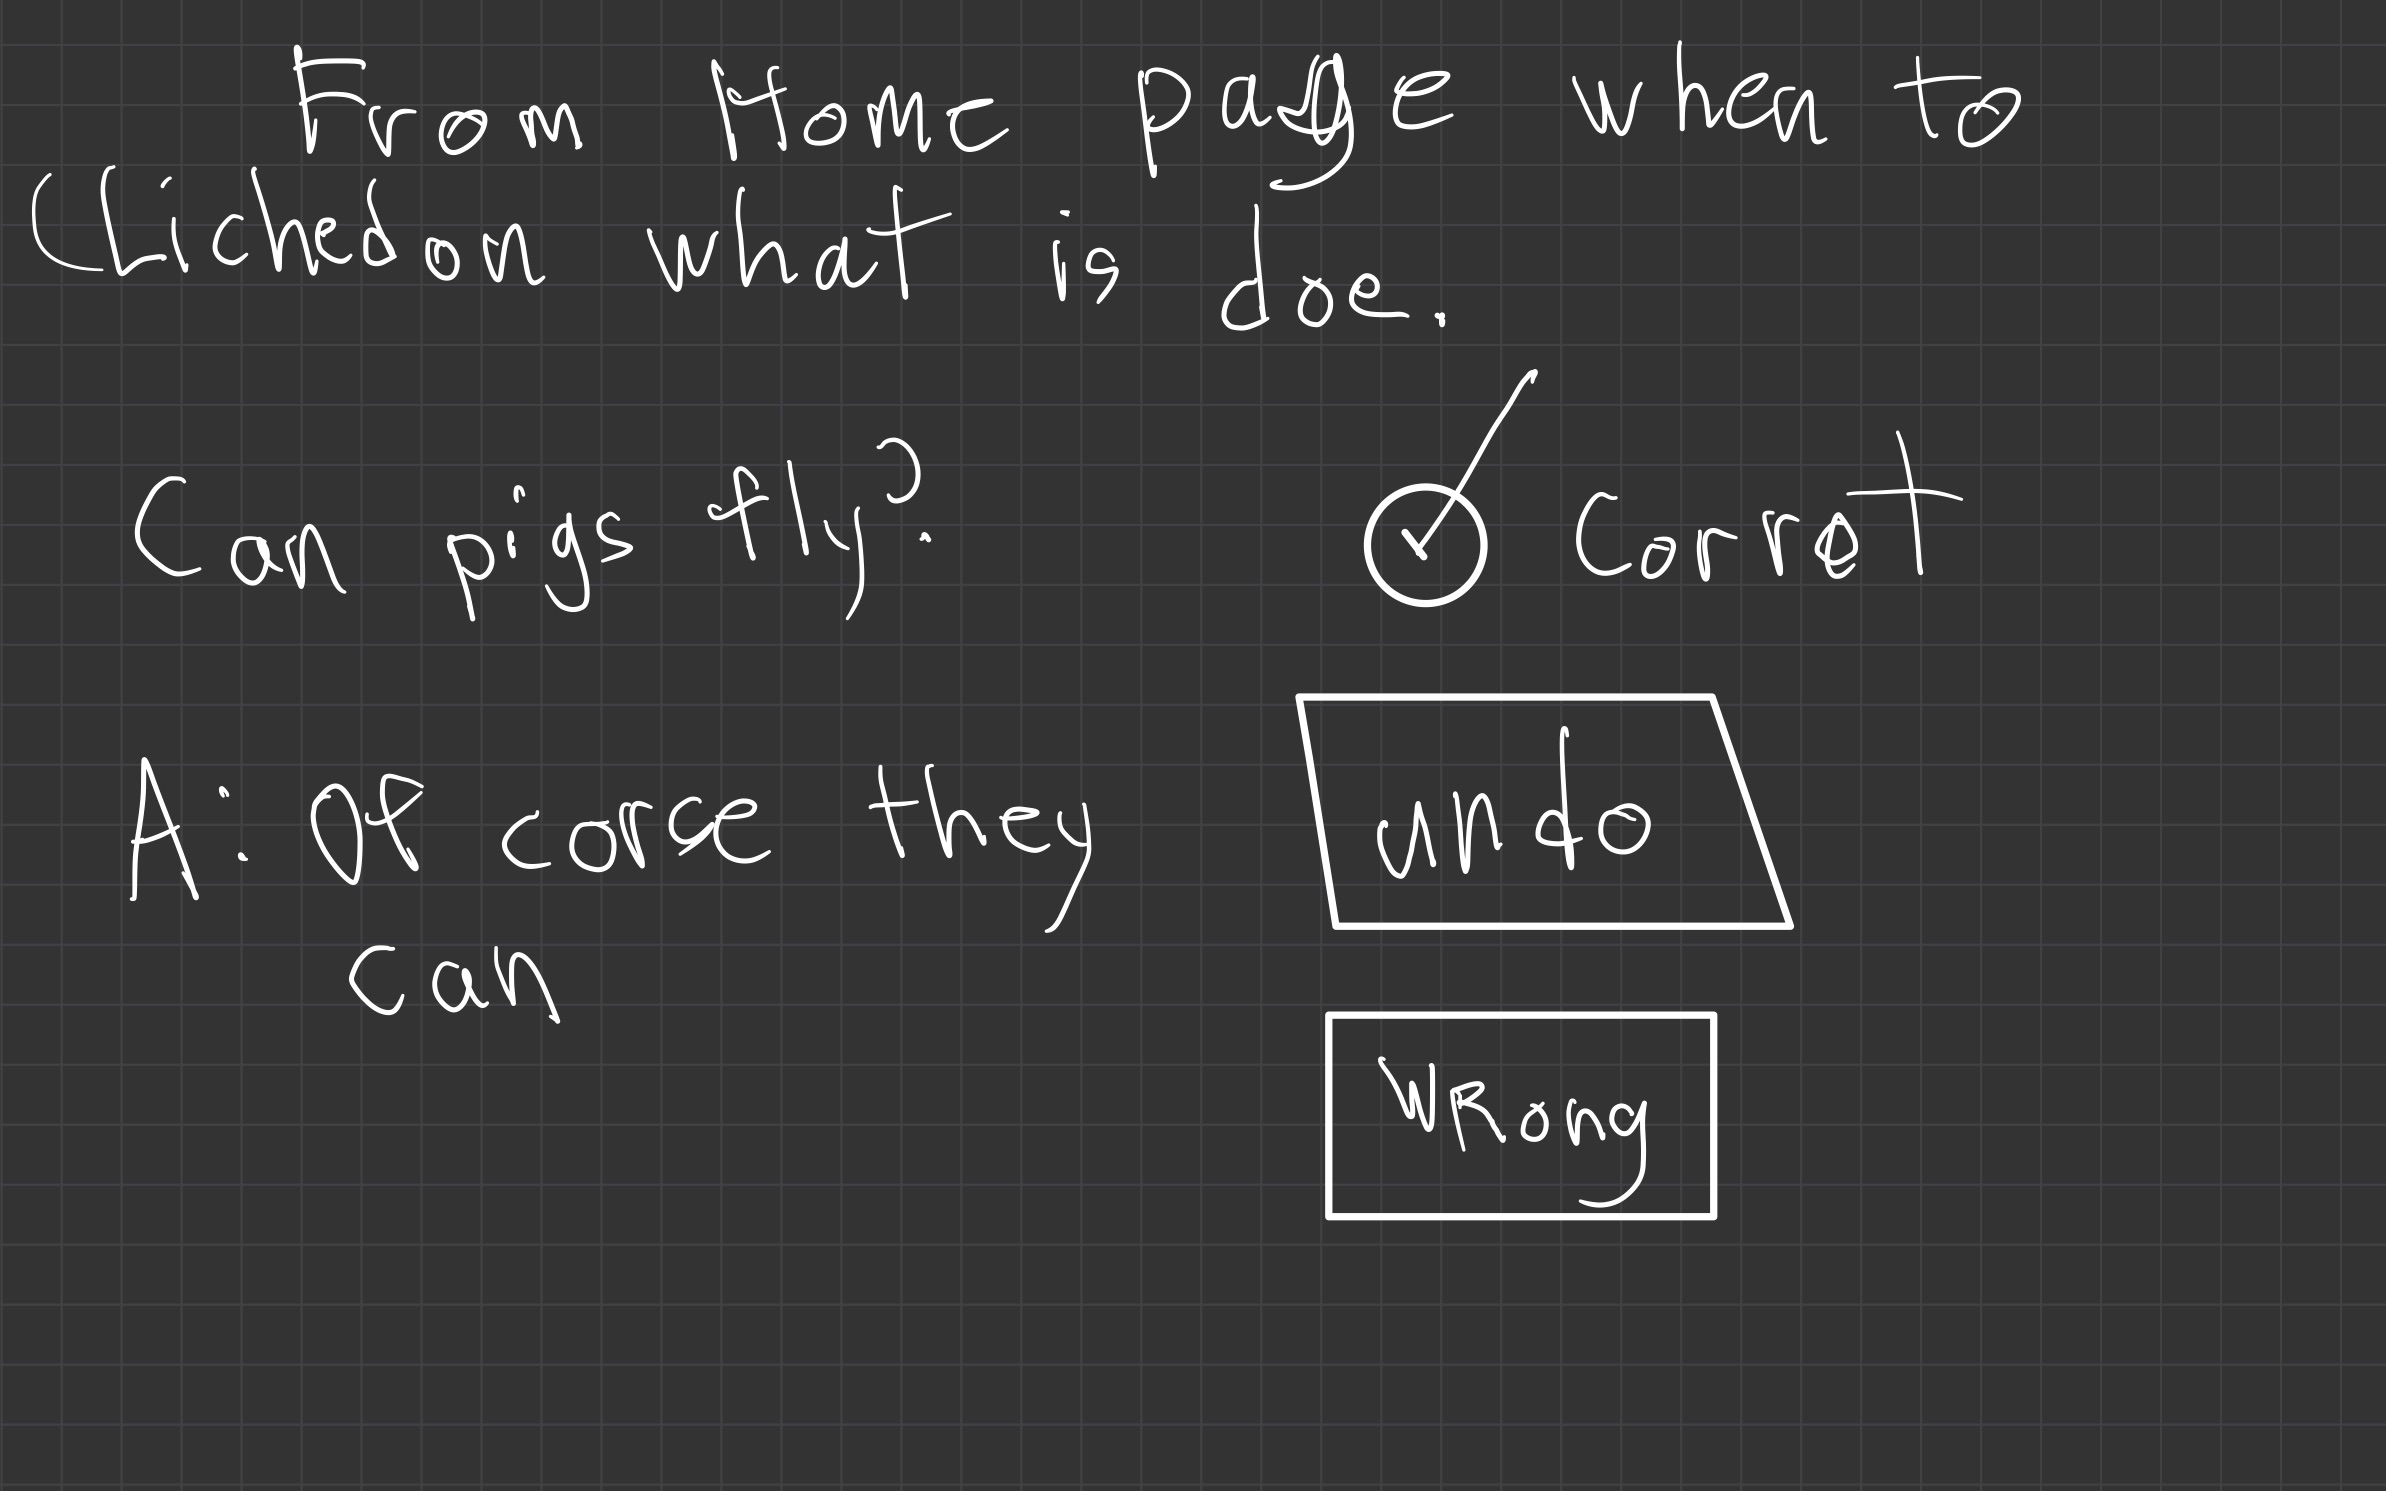 From Home page when to
Clichedon what is doe.
Can pigs fly?
Corret
A: Of corse they
can
undo
WRong